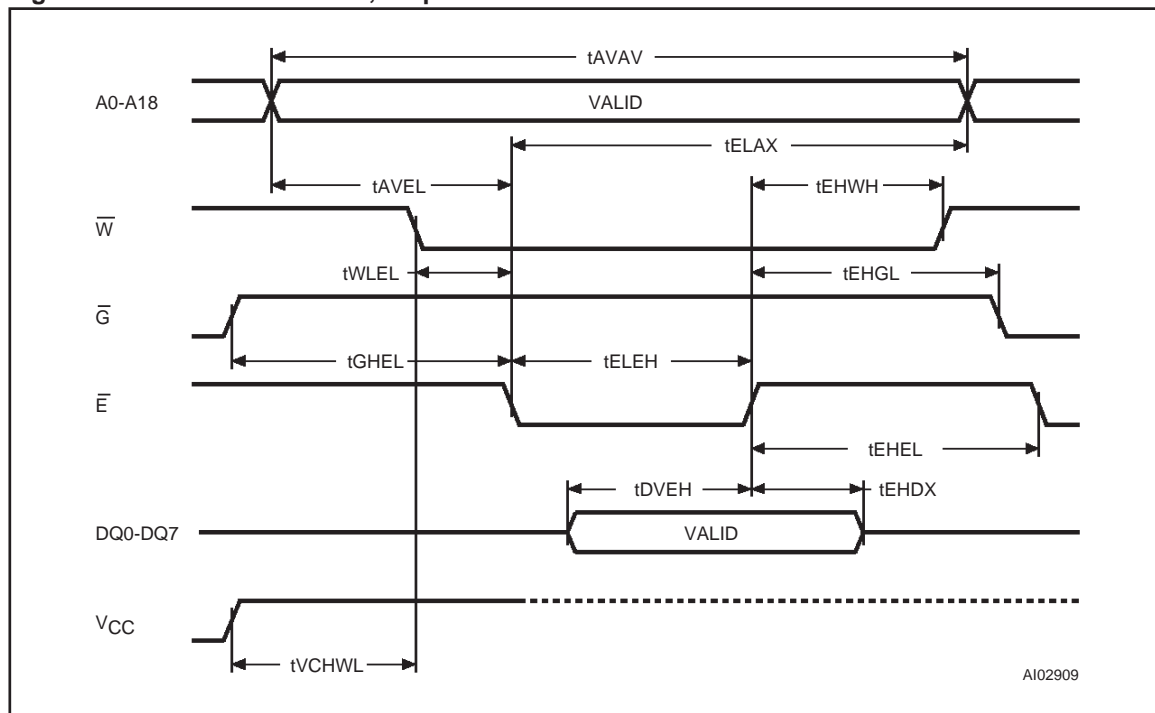 tAVAV
A0-A18
VALID
tELAX
tAVEL
tEHWH
W
tWLEL
tEHGL
G
tGHEL
tELEH
E
tEHEL
tDVEH
tEHDX
DQ0-DQ7
VALID
VCC
tVCHWL
AI02909